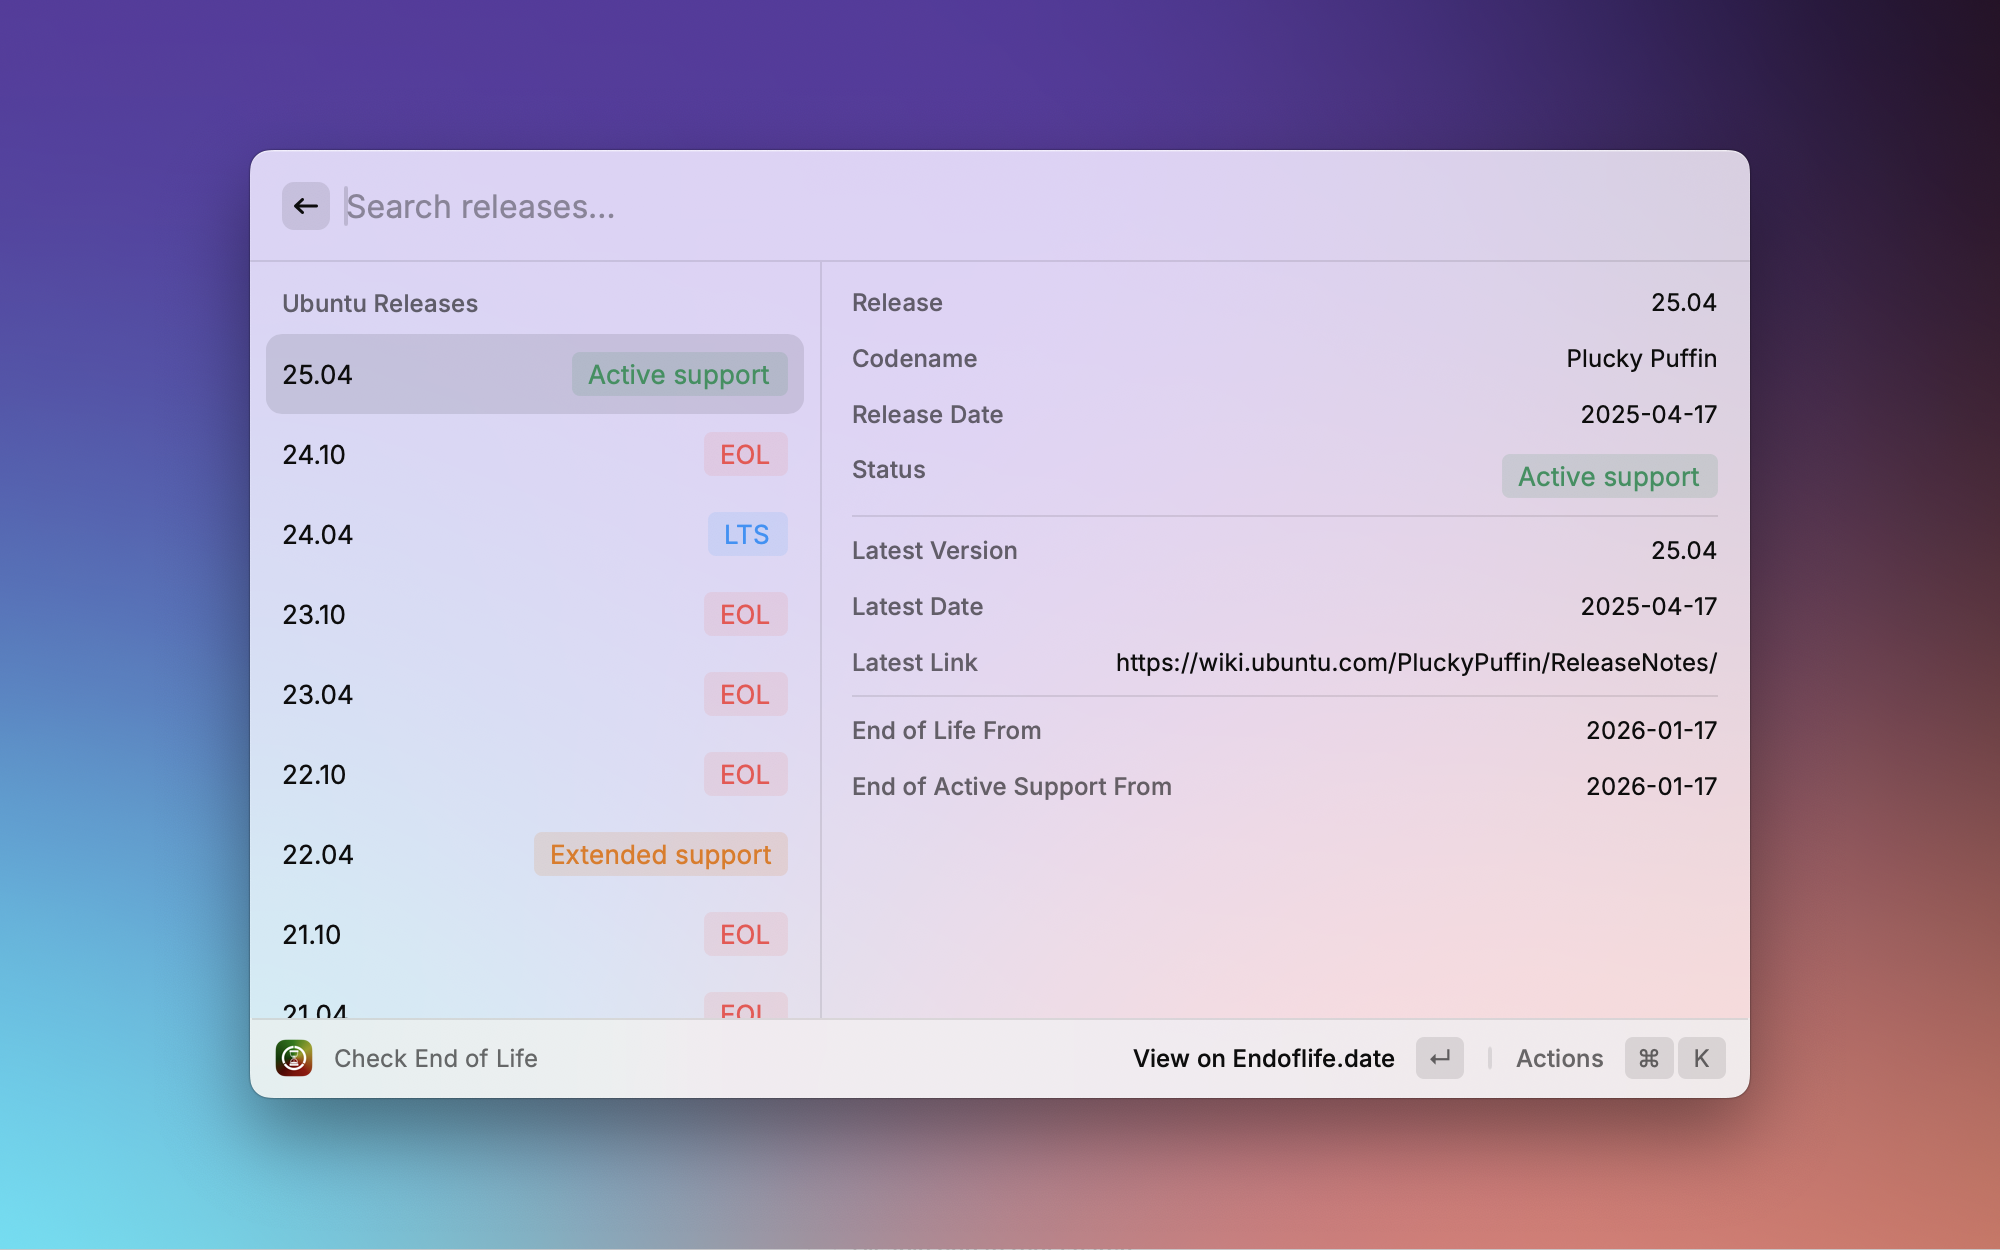 Search releases...
Ubuntu Releases
25.04 Active support
24.10 EOL
24.04 LTS
23.10 EOL
23.04 EOL
22.10 EOL
22.04 Extended support
21.10 EOL
21.04 EOL
Release 25.04
Codename Plucky Puffin
Release Date 2025-04-17
Status Active support
Latest Version 25.04
Latest Date 2025-04-17
Latest Link https://wiki.ubuntu.com/PluckyPuffin/ReleaseNotes/
End of Life From 2026-01-17
End of Active Support From 2026-01-17
Check End of Life
View on Endoflife.date ↵ Actions ⌘ K